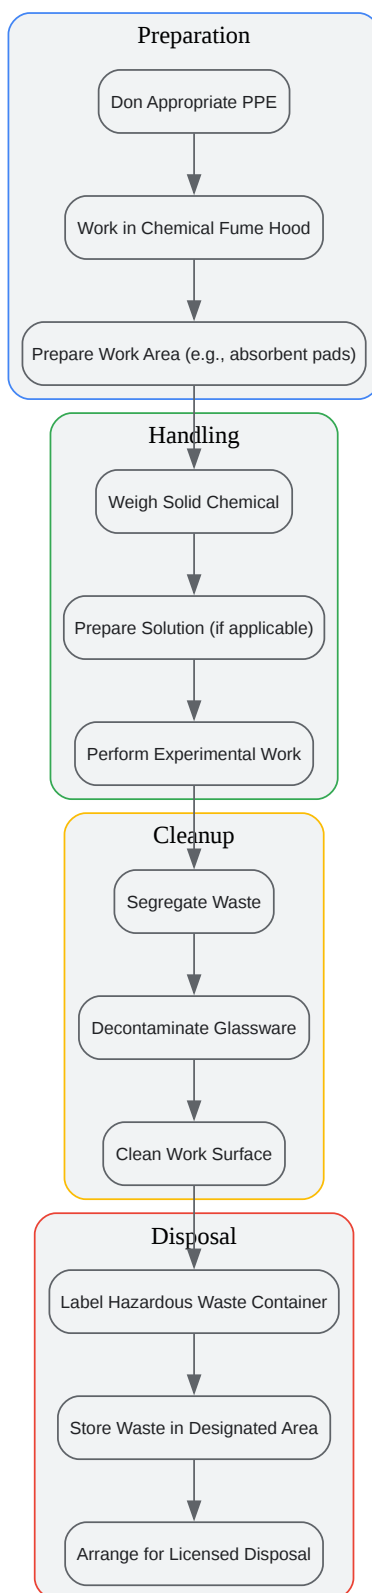 Preparation
Don Appropriate PPE
Work in Chemical Fume Hood
Prepare Work Area (e.g., absorbent pads)
Handling
Weigh Solid Chemical
Prepare Solution (if applicable)
Perform Experimental Work
Cleanup
Segregate Waste
Decontaminate Glassware
Clean Work Surface
Disposal
Label Hazardous Waste Container
Store Waste in Designated Area
Arrange for Licensed Disposal